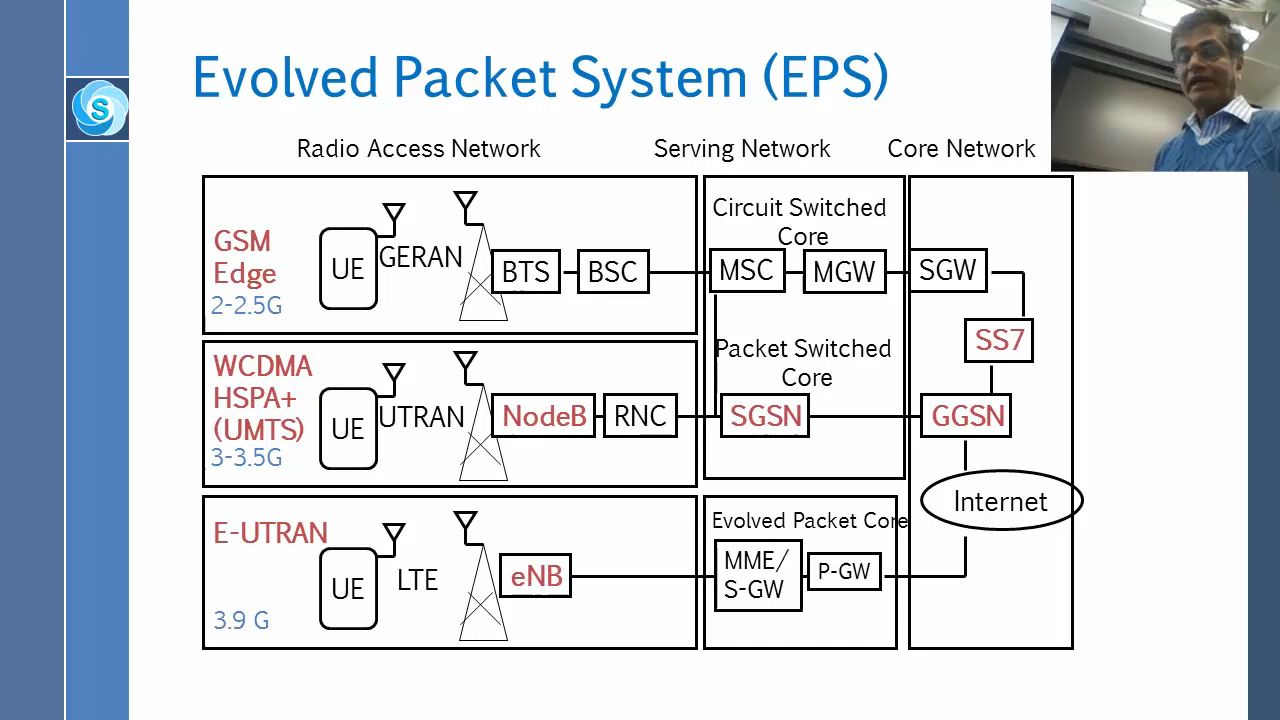 Evolved Packet System (EPS)
Radio Access Network
Serving Network
Core Network
GSM
Edge
2-2.5G
UE
GERAN
BTS
BSC
Circuit Switched
Core
MSC
MGW
SGW
SS7
WCDMA
HSPA+
(UMTS)
3-3.5G
UE
UTRAN
NodeB
RNC
Packet Switched
Core
SGSN
GGSN
Internet
E-UTRAN
3.9 G
UE
LTE
eNB
Evolved Packet Core
MME/
S-GW
P-GW
S